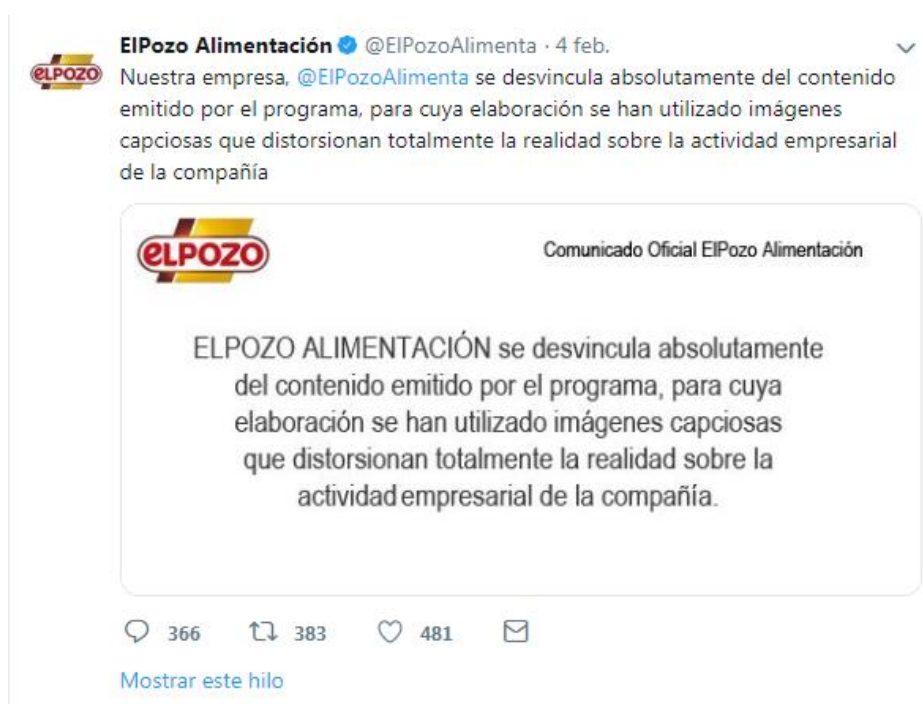 ElPozo Alimentación @ElPozoAlimenta · 4 feb.
ELPOZO
Nuestra empresa, @ElPozoAlimenta se desvincula absolutamente del contenido
emitido por el programa, para cuya elaboración se han utilizado imágenes
capciosas que distorsionan totalmente la realidad sobre la actividad empresarial
de la compañía
ELPOZO
Comunicado Oficial ElPozo Alimentación
ELPOZO ALIMENTACIÓN se desvincula absolutamente
del contenido emitido por el programa, para cuya
elaboración se han utilizado imágenes capciosas
que distorsionan totalmente la realidad sobre la
actividad empresarial de la compañía.
366 383 481
Mostrar este hilo